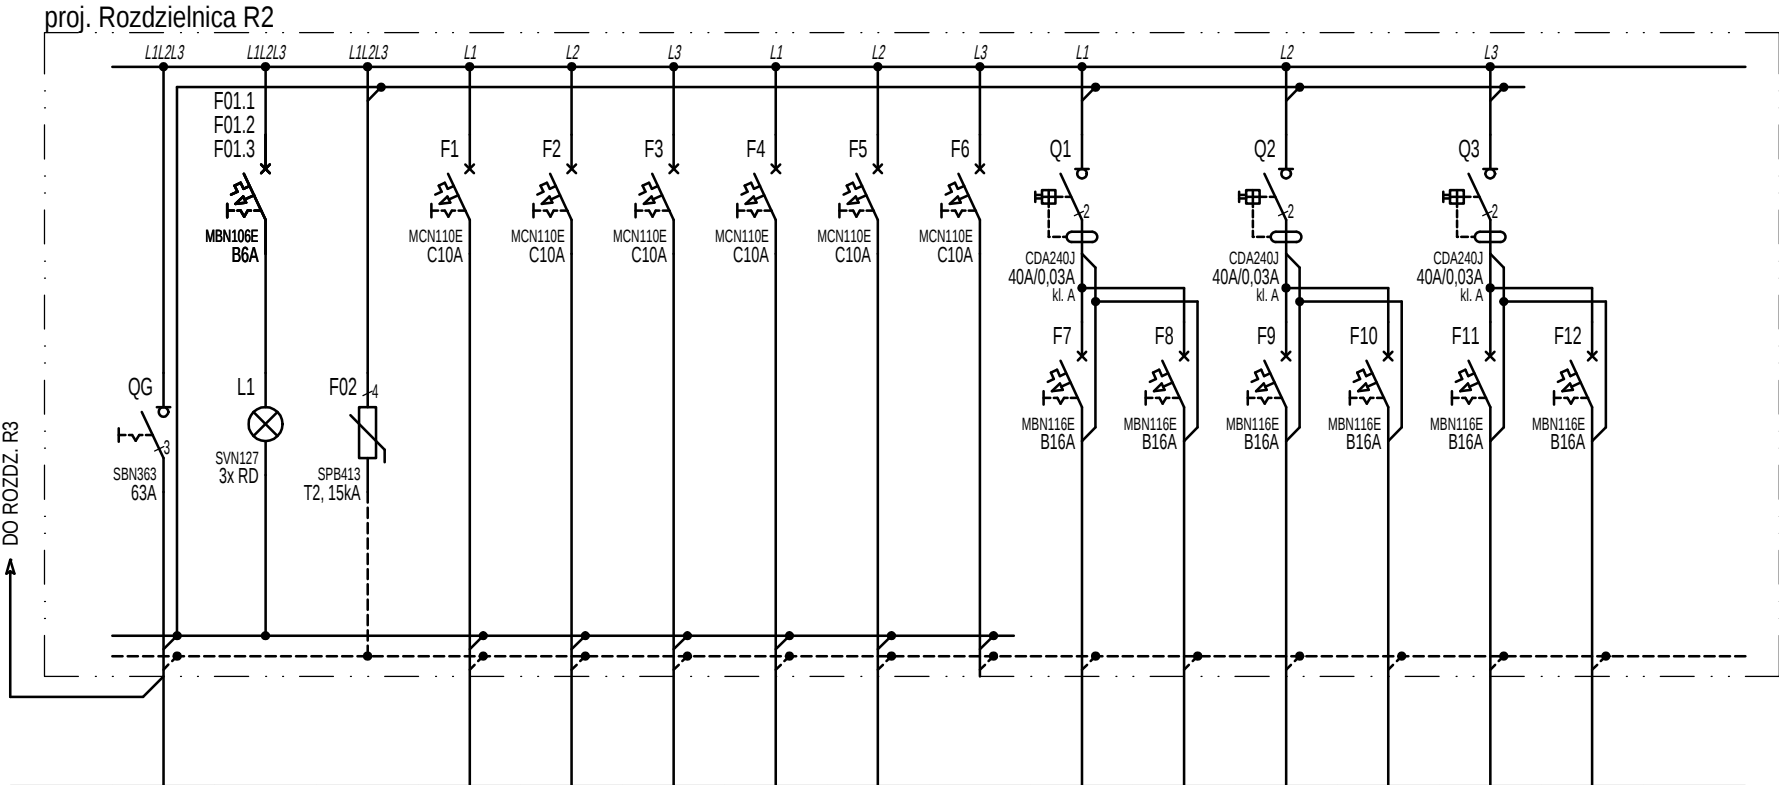 proj. Rozdzielnica R2
L1L2L3 L1L2L3 L1L2L3 L1 L2 L3 L1 L2 L3 L1 L2 L3
F01.1
F01.2
F01.3 F1 F2 F3 F4 F5 F6 Q1 Q2 Q3
2 2 2
MBN106E MCN110E MCN110E MCN110E MCN110E MCN110E MCN110E
B6A C10A C10A C10A C10A C10A C10A
CDA240J CDA240J CDA240J
40A/0,03A 40A/0,03A 40A/0,03A
kl. A kl. A kl. A
F7 F8 F9 F10 F11 F12
QG L1 F02 4
MBN116E MBN116E MBN116E MBN116E MBN116E MBN116E
B16A B16A B16A B16A B16A B16A
3
SVN127
3x RD
SBN363 SPB413
63A T2, 15kA
DO ROZDZ. R3